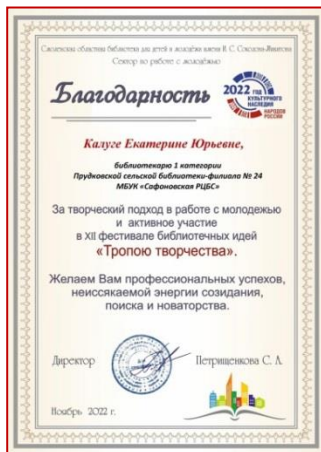 Смоленская областная библиотека для детей и молодёжи имени И. С. Соколова-Микитова
Сектор по работе с молодёжью
Благодарность
2022 ГОД
КУЛЬТУРНОГО
НАСЛЕДИЯ
НАРОДОВ
РОССИИ
Калуге Екатерине Юрьевне,
библиотекарю 1 категории
Прудковской сельской библиотеки-филиала № 24
МБУК «Сафоновская РЦБС»
За творческий подход в работе с молодежью
и активное участие
в XII фестивале библиотечных идей
«Тропою творчества».
Желаем Вам профессиональных успехов,
неиссякаемой энергии созидания,
поиска и новаторства.
Директор Петрищенкова С. А.
Ноябрь 2022 г.